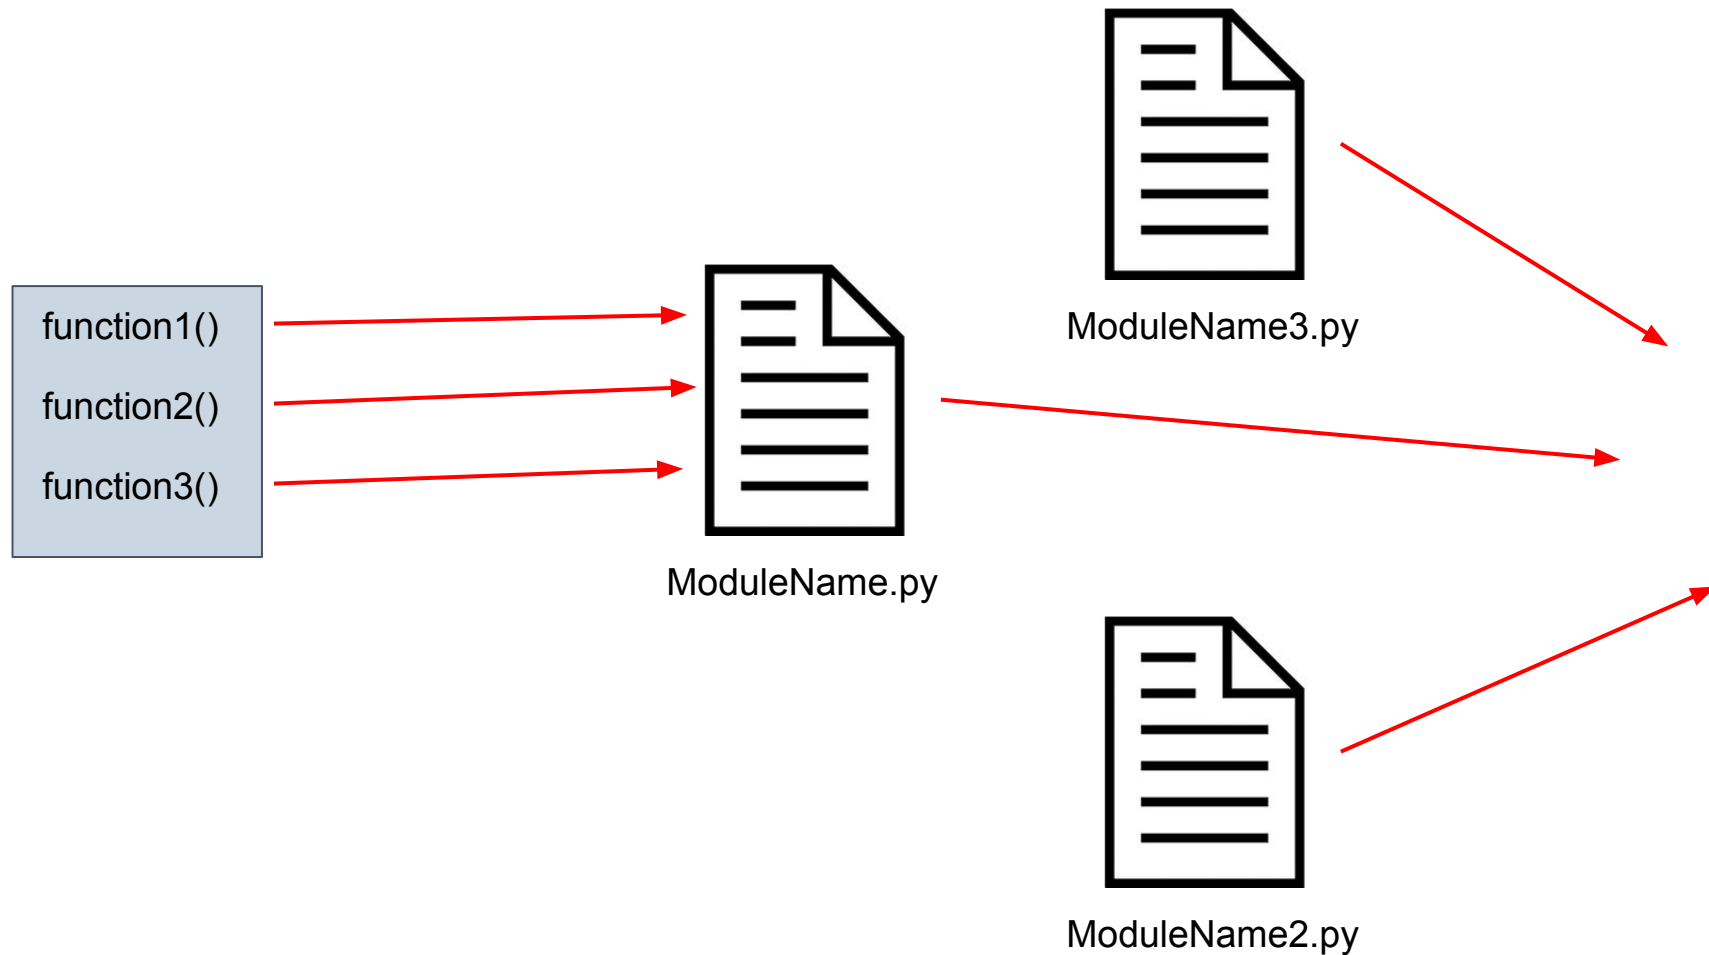 function1()
function2()
function3()
ModuleName.py
ModuleName3.py
ModuleName2.py